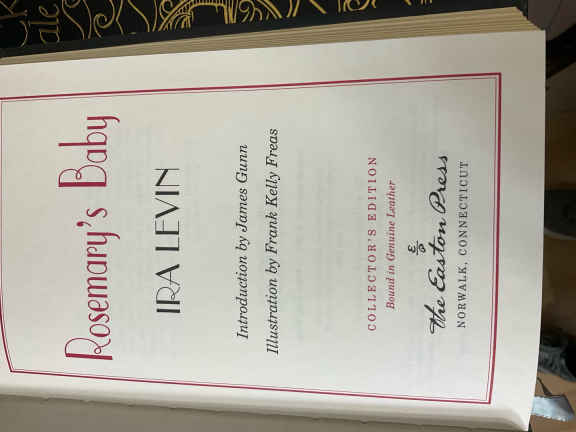 Rosemary's Baby
IRA LEVIN
Introduction by James Gunn
Illustration by Frank Kelly Freas
COLLECTOR'S EDITION
Bound in Genuine Leather
The Easton Press
NORWALK, CONNECTICUT